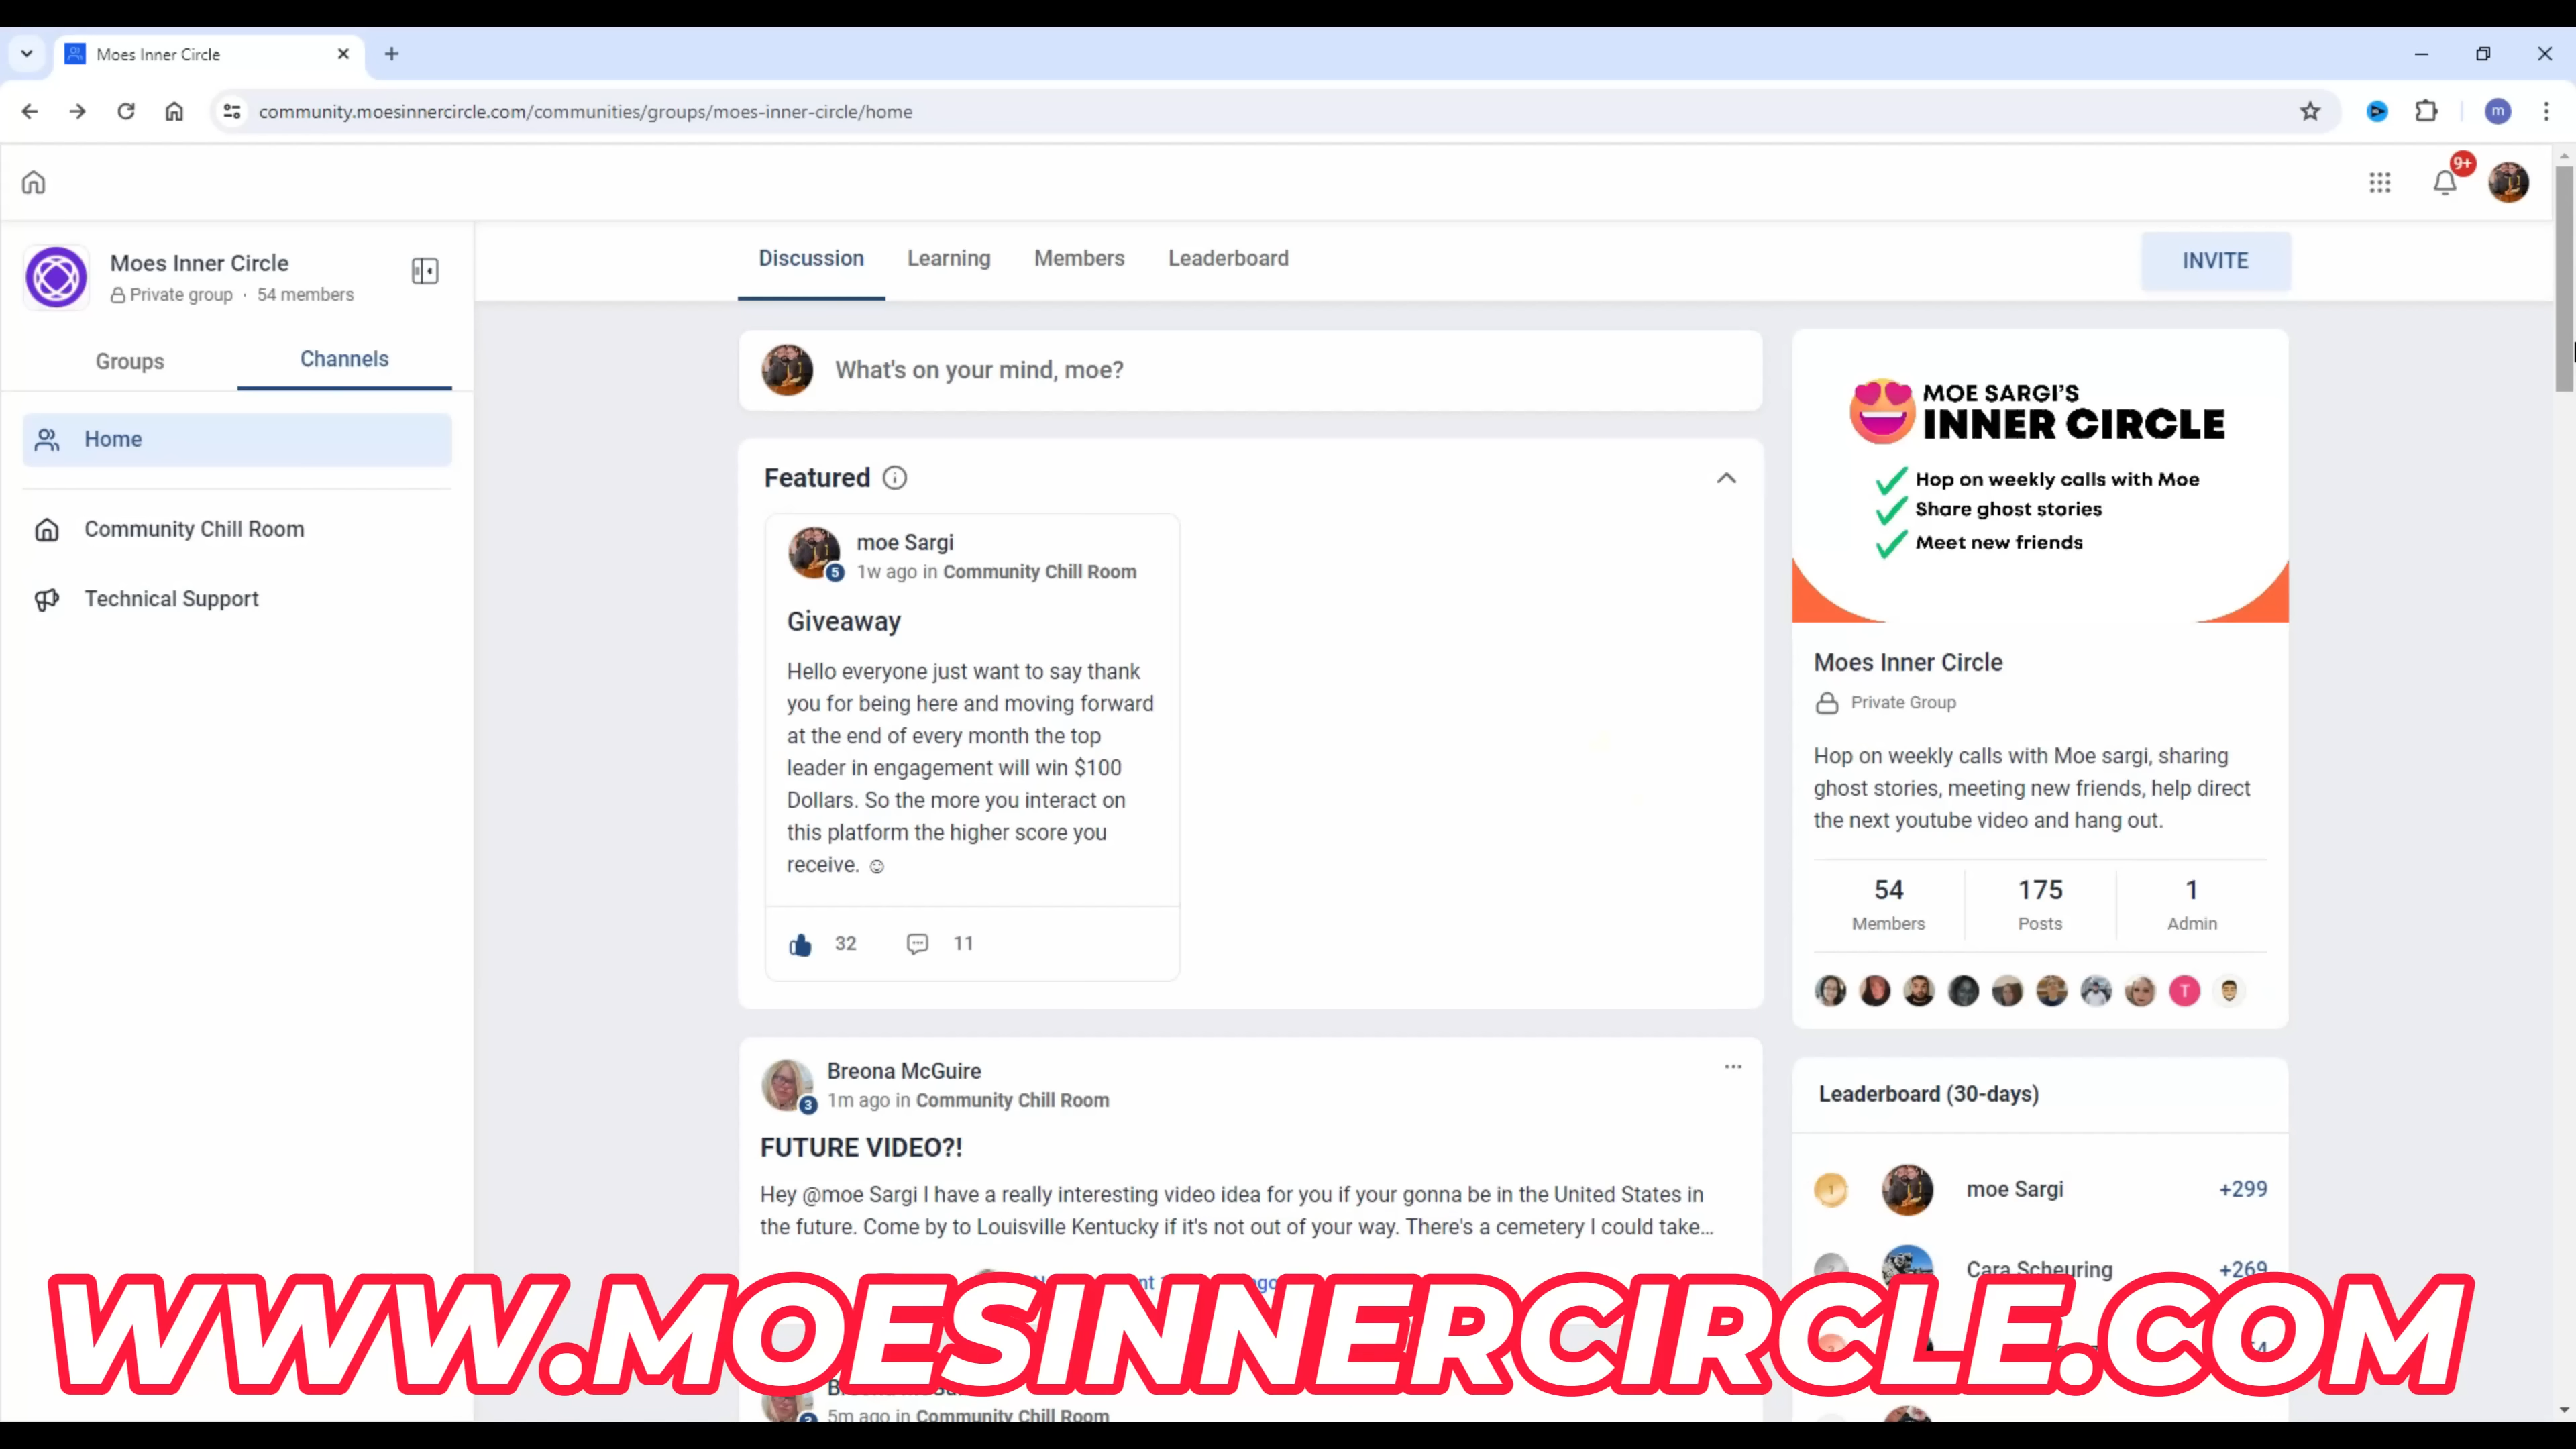 Moes Inner Circle
community.moesinnercircle.com/communities/groups/moes-inner-circle/home
m
9+
Moes Inner Circle
Private group · 54 members
Groups
Channels
Home
Community Chill Room
Technical Support
Discussion
Learning
Members
Leaderboard
INVITE
What's on your mind, moe?
Featured
moe Sargi
5
1w ago in Community Chill Room
Giveaway
Hello everyone just want to say thank
you for being here and moving forward
at the end of every month the top
leader in engagement will win $100
Dollars. So the more you interact on
this platform the higher score you
receive. ☺
32
11
Breona McGuire
3
1m ago in Community Chill Room
FUTURE VIDEO?!
Hey @moe Sargi I have a really interesting video idea for you if your gonna be in the United States in
the future. Come by to Louisville Kentucky if it's not out of your way. There's a cemetery I could take...
5m ago in Community Chill Room
MOE SARGI'S
INNER CIRCLE
Hop on weekly calls with Moe
Share ghost stories
Meet new friends
Moes Inner Circle
Private Group
Hop on weekly calls with Moe sargi, sharing
ghost stories, meeting new friends, help direct
the next youtube video and hang out.
54
Members
175
Posts
1
Admin
T
Leaderboard (30-days)
1
moe Sargi
+299
Cara Scheuring
+269
WWW.MOESINNERCIRCLE.COM